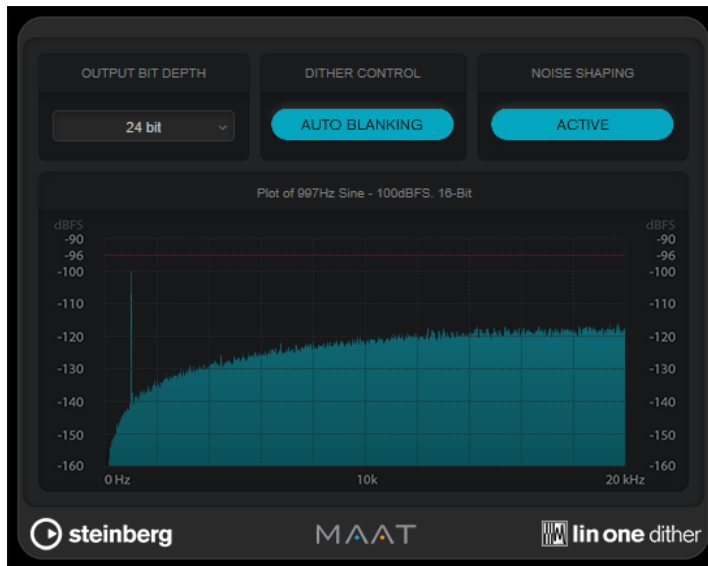 OUTPUT BIT DEPTH
DITHER CONTROL
NOISE SHAPING
24 bit
AUTO BLANKING
ACTIVE
Plot of 997Hz Sine - 100dBFS. 16-Bit
dBFS dBFS
-90 -90
-96 -96
-100 -100
-110 -110
-120 -120
-130 -130
-140 -140
-150 -150
-160 -160
0 Hz 10k 20 kHz
steinberg MAAT lin one dither